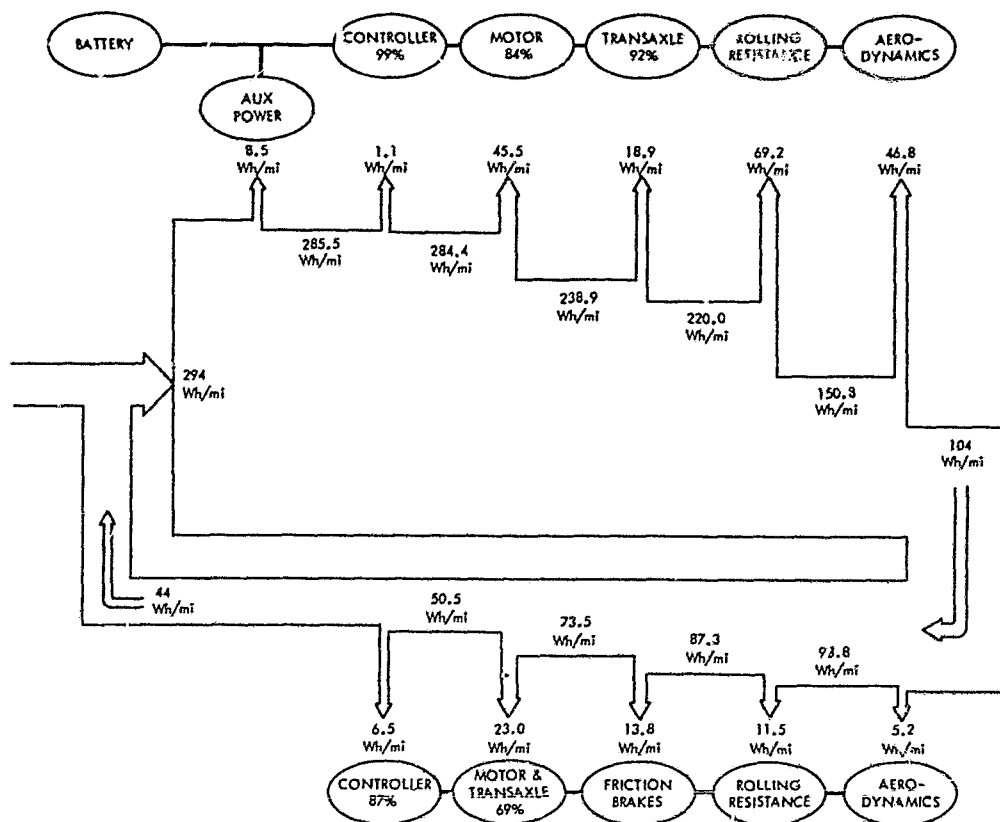 BATTERY
CONTROLLER
99%
MOTOR
84%
TRANSAXLE
92%
ROLLING
RESISTANCE
AERO-
DYNAMICS
AUX
POWER
8.5
Wh/mi
1.1
Wh/mi
45.5
Wh/mi
18.9
Wh/mi
69.2
Wh/mi
46.8
Wh/mi
285.5
Wh/mi
284.4
Wh/mi
238.9
Wh/mi
220.0
Wh/mi
294
Wh/mi
150.8
Wh/mi
104
Wh/mi
44
Wh/mi
50.5
Wh/mi
73.5
Wh/mi
87.3
Wh/mi
98.8
Wh/mi
6.5
Wh/mi
23.0
Wh/mi
13.8
Wh/mi
11.5
Wh/mi
5.2
Wh/mi
CONTROLLER
87%
MOTOR &
TRANSAXLE
69%
FRICTION
BRAKES
ROLLING
RESISTANCE
AERO-
DYNAMICS